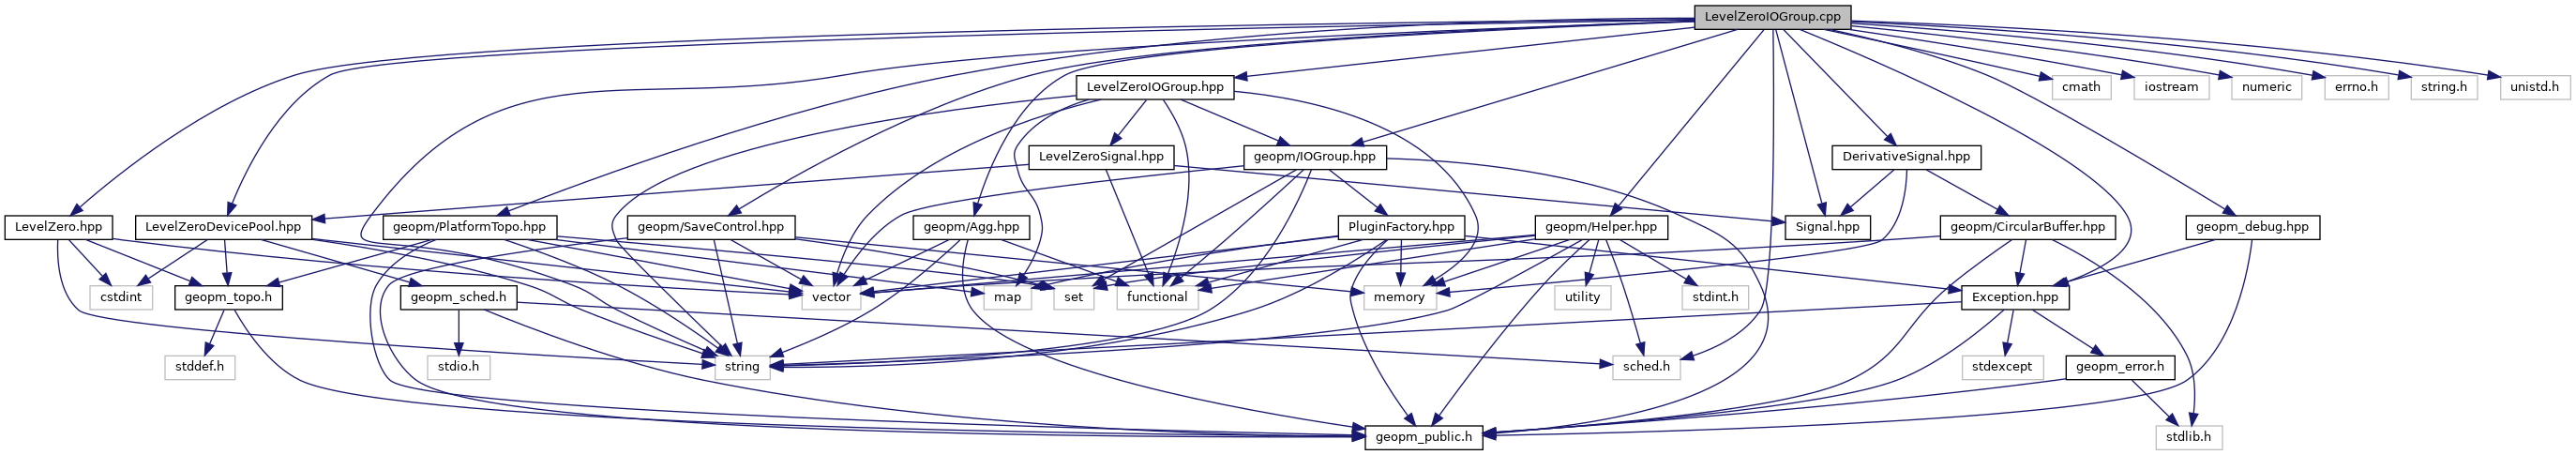 LevelZeroIOGroup.cpp
LevelZeroIOGroup.hpp
cmath
iostream
numeric
errno.h
string.h
unistd.h
LevelZeroSignal.hpp
geopm/IOGroup.hpp
DerivativeSignal.hpp
LevelZero.hpp
LevelZeroDevicePool.hpp
geopm/PlatformTopo.hpp
geopm/SaveControl.hpp
geopm/Agg.hpp
PluginFactory.hpp
geopm/Helper.hpp
Signal.hpp
geopm/CircularBuffer.hpp
geopm_debug.hpp
cstdint
geopm_topo.h
geopm_sched.h
vector
map
set
functional
memory
utility
stdint.h
Exception.hpp
stddef.h
stdio.h
string
sched.h
stdexcept
geopm_error.h
geopm_public.h
stdlib.h